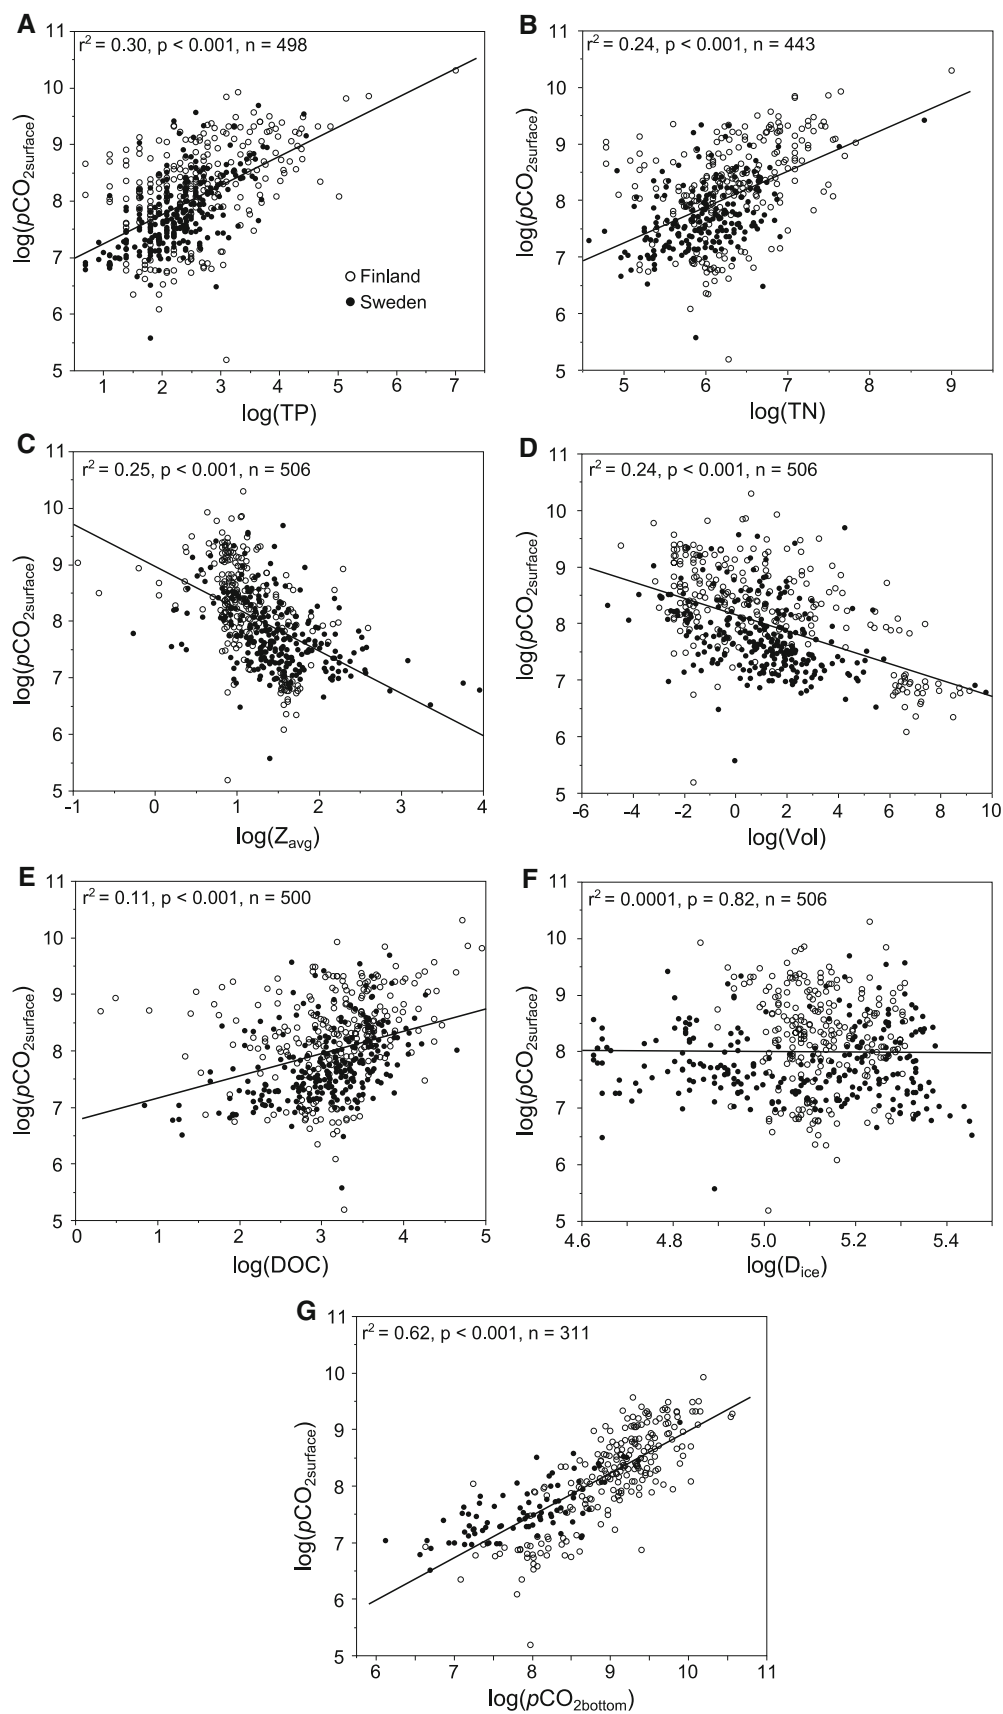 A
r² = 0.30, p < 0.001, n = 498
log(pCO2surface)
11
10
9
8
7
6
5
Finland
Sweden
1 2 3 4 5 6 7
log(TP)
B
r² = 0.24, p < 0.001, n = 443
log(pCO2surface)
11
10
9
8
7
6
5
5 6 7 8 9
log(TN)
C
r² = 0.25, p < 0.001, n = 506
log(pCO2surface)
11
10
9
8
7
6
5
-1 0 1 2 3 4
log(Zavg)
D
r² = 0.24, p < 0.001, n = 506
log(pCO2surface)
11
10
9
8
7
6
5
-6 -4 -2 0 2 4 6 8 10
log(Vol)
E
r² = 0.11, p < 0.001, n = 500
log(pCO2surface)
11
10
9
8
7
6
5
0 1 2 3 4 5
log(DOC)
F
r² = 0.0001, p = 0.82, n = 506
log(pCO2surface)
11
10
9
8
7
6
5
4.6 4.8 5.0 5.2 5.4
log(Dice)
G
r² = 0.62, p < 0.001, n = 311
log(pCO2surface)
11
10
9
8
7
6
5
6 7 8 9 10 11
log(pCO2bottom)